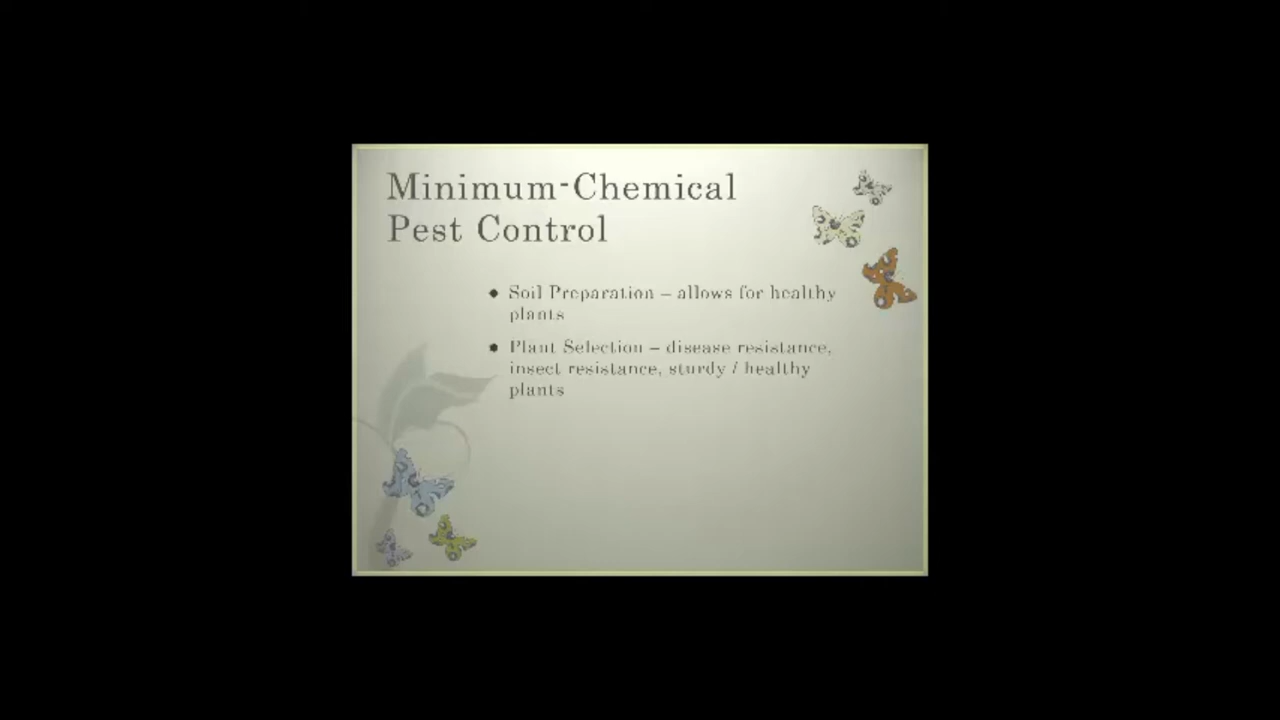 Minimum-Chemical
Pest Control
● Soil Preparation – allows for healthy
plants
● Plant Selection – disease resistance,
insect resistance, sturdy / healthy
plants